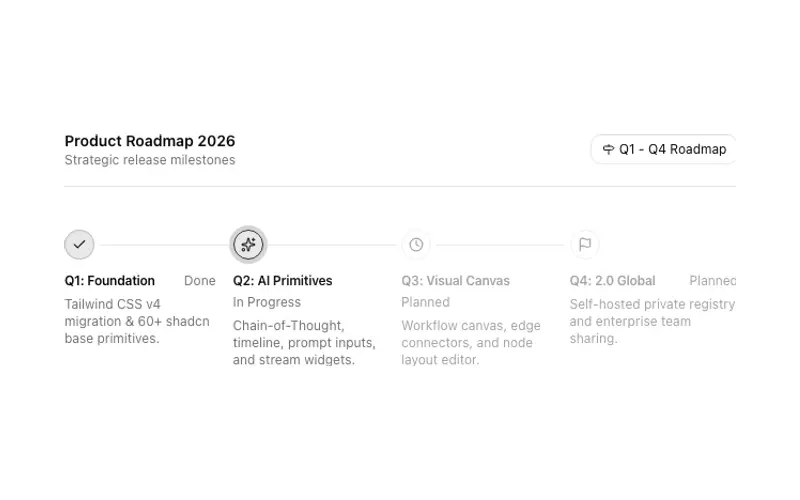 Product Roadmap 2026
Strategic release milestones
Q1 - Q4 Roadmap
Q1: Foundation Done
Tailwind CSS v4
migration & 60+ shadcn
base primitives.
Q2: AI Primitives
In Progress
Chain-of-Thought,
timeline, prompt inputs,
and stream widgets.
Q3: Visual Canvas
Planned
Workflow canvas, edge
connectors, and node
layout editor.
Q4: 2.0 Global Planned
Self-hosted private registry
and enterprise team
sharing.